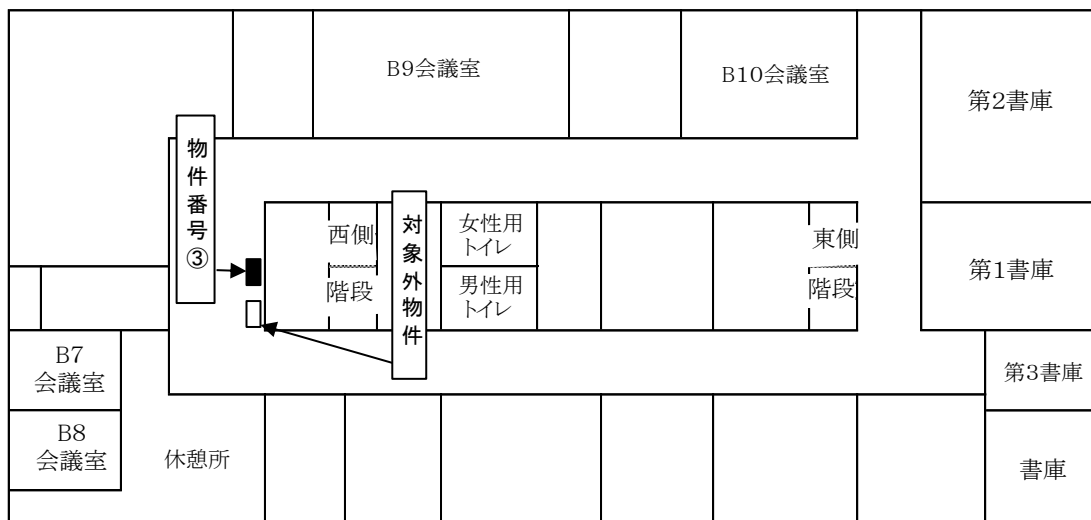 B9会議室
B10会議室
第2書庫
物件番号③
対象外物件
西側
階段
女性用
トイレ
男性用
トイレ
東側
階段
第1書庫
B7
会議室
B8
会議室
休憩所
第3書庫
書庫